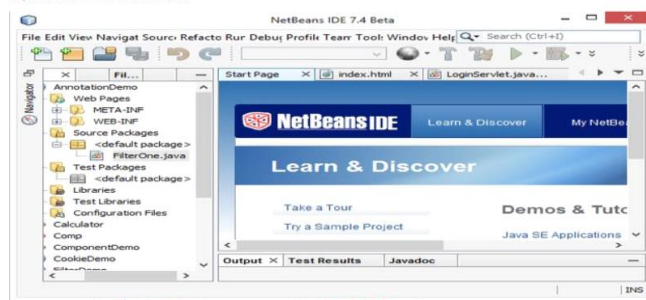 NetBeans IDE 7.4 Beta
File Edit View Navigat Sourc Refacto Run Debug Profile Team Tools Window Help Search (Ctrl+I)
× Fil... — Start Page × index.html × LoginServlet.java...
Navigator
AnnotationDemo
Web Pages
META-INF
WEB-INF
Source Packages
<default package>
FilterOne.java
Test Packages
<default package>
Libraries
Test Libraries
Configuration Files
Calculator
Comp
ComponentDemo
CookieDemo
NetBeans IDE Learn & Discover My NetBe
Learn & Discover
Take a Tour
Try a Sample Project
Demos & Tuto
Java SE Applications
Output × Test Results Javadoc
INS